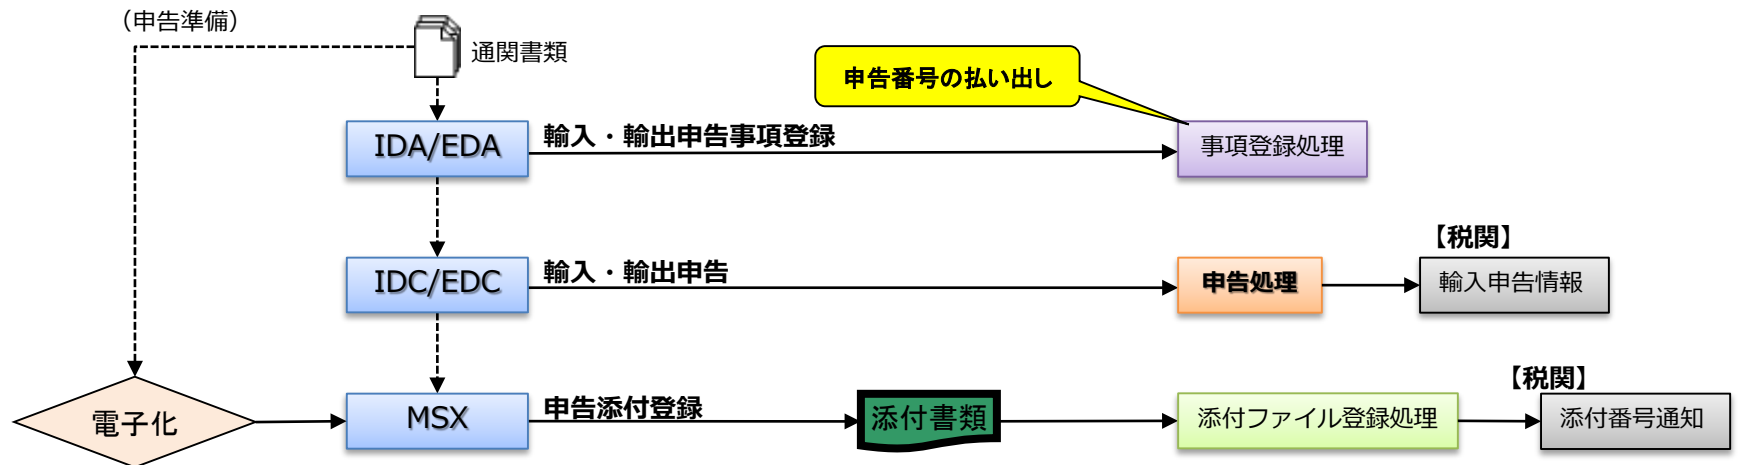 （申告準備）
通関書類
申告番号の払い出し
IDA/EDA
輸入・輸出申告事項登録
事項登録処理
【税関】
IDC/EDC
輸入・輸出申告
申告処理
輸入申告情報
【税関】
電子化
MSX
申告添付登録
添付書類
添付ファイル登録処理
添付番号通知